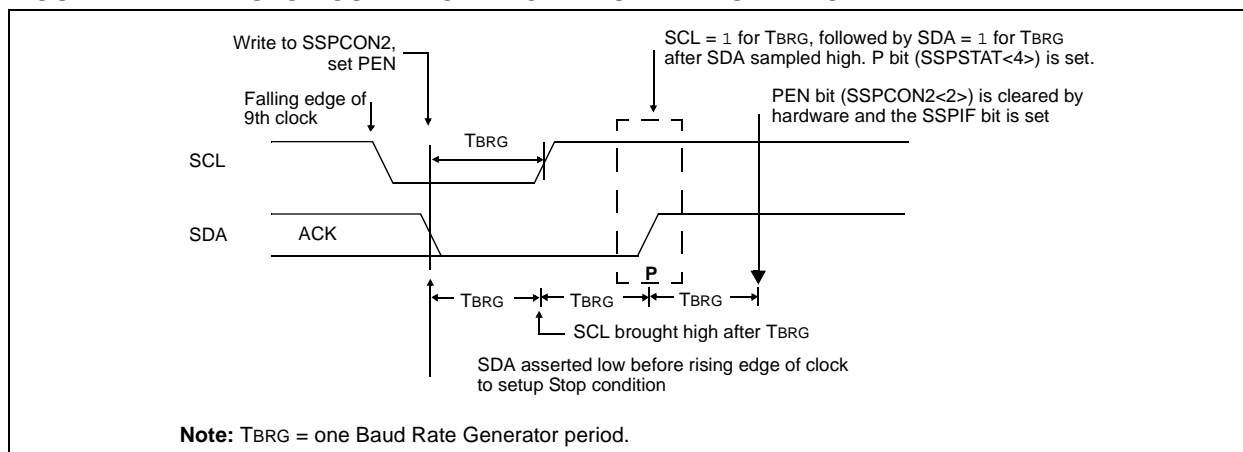 Write to SSPCON2,
set PEN
SCL = 1 for TBRG, followed by SDA = 1 for TBRG
after SDA sampled high. P bit (SSPSTAT<4>) is set.
Falling edge of
9th clock
PEN bit (SSPCON2<2>) is cleared by
hardware and the SSPIF bit is set
TBRG
SCL
SDA
ACK
P
TBRG
TBRG
TBRG
SCL brought high after TBRG
SDA asserted low before rising edge of clock
to setup Stop condition
Note: TBRG = one Baud Rate Generator period.